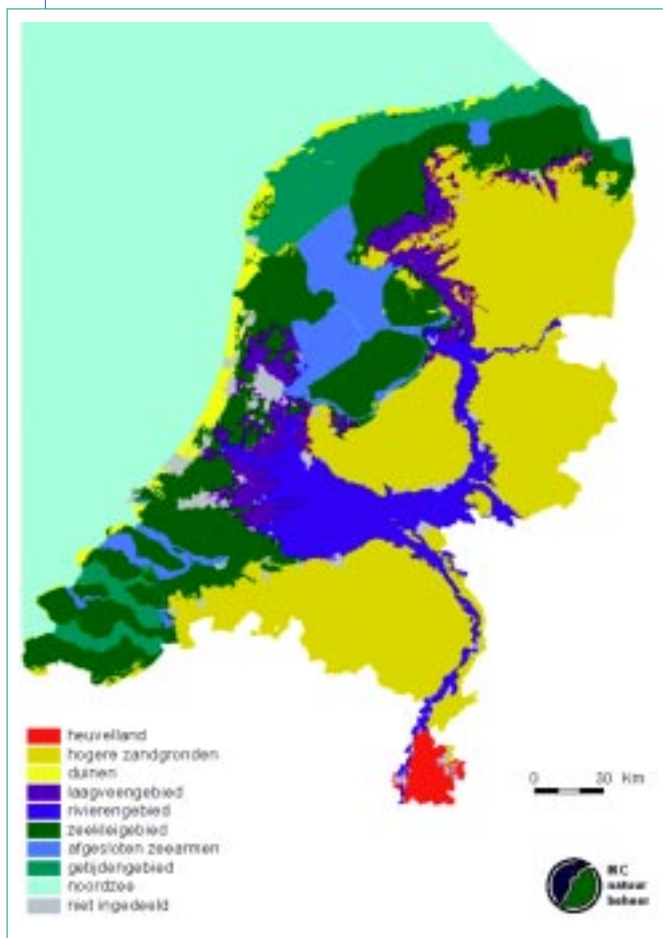 heuvelland
hogere zandgronden
duinen
laagveengebied
rivierengebied
zeekleigebied
afgesloten zeearmen
getijdengebied
noordzee
niet ingedeeld
0 30 Km
IKC
natuur
beheer